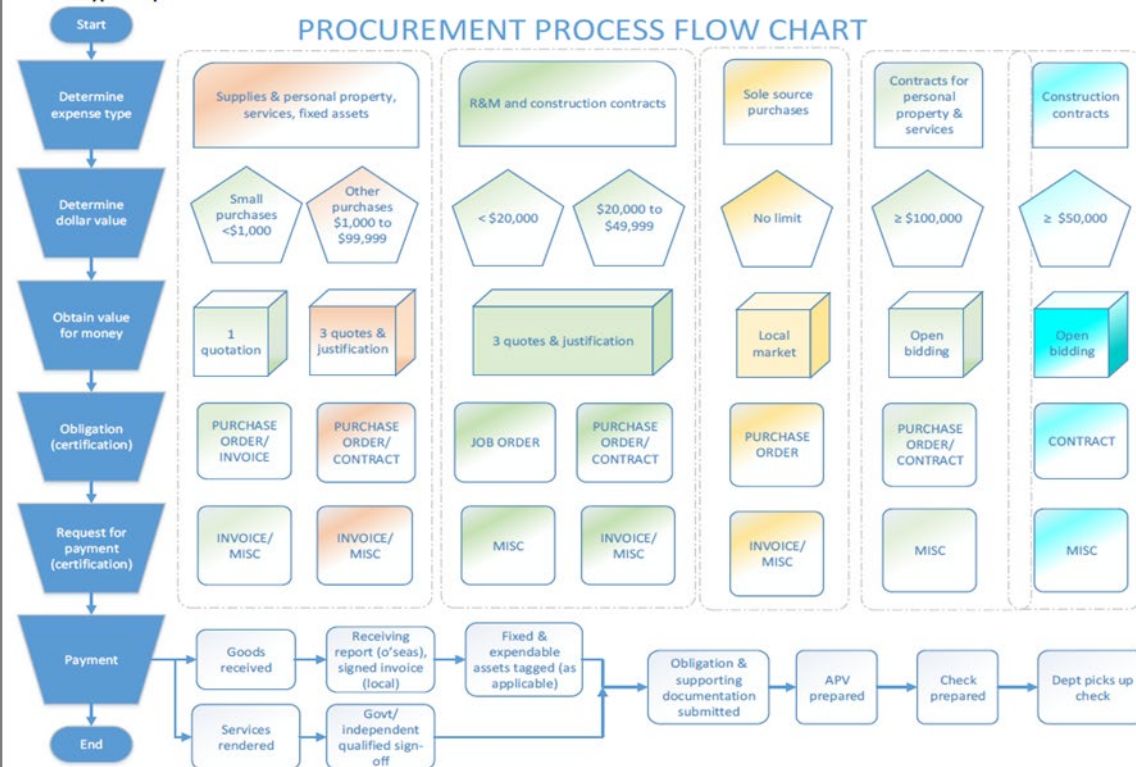 Start
PROCUREMENT PROCESS FLOW CHART
Determine
expense type
Supplies & personal property,
services, fixed assets
R&M and construction contracts
Sole source
purchases
Contracts for
personal
property &
services
Construction
contracts
Determine
dollar value
Small
purchases
<$1,000
Other
purchases
$1,000 to
$99,999
< $20,000
$20,000 to
$49,999
No limit
≥ $100,000
≥ $50,000
Obtain value
for money
1
quotation
3 quotes &
justification
3 quotes & justification
Local
market
Open
bidding
Open
bidding
Obligation
(certification)
PURCHASE
ORDER/
INVOICE
PURCHASE
ORDER/
CONTRACT
JOB ORDER
PURCHASE
ORDER/
CONTRACT
PURCHASE
ORDER
PURCHASE
ORDER/
CONTRACT
CONTRACT
Request for
payment
(certification)
INVOICE/
MISC
INVOICE/
MISC
MISC
INVOICE/
MISC
INVOICE/
MISC
MISC
MISC
Payment
Goods
received
Receiving
report (o'seas),
signed invoice
(local)
Fixed &
expendable
assets tagged (as
applicable)
Obligation &
supporting
documentation
submitted
APV
prepared
Check
prepared
Dept picks up
check
End
Services
rendered
Govt/
independent
qualified sign-
off